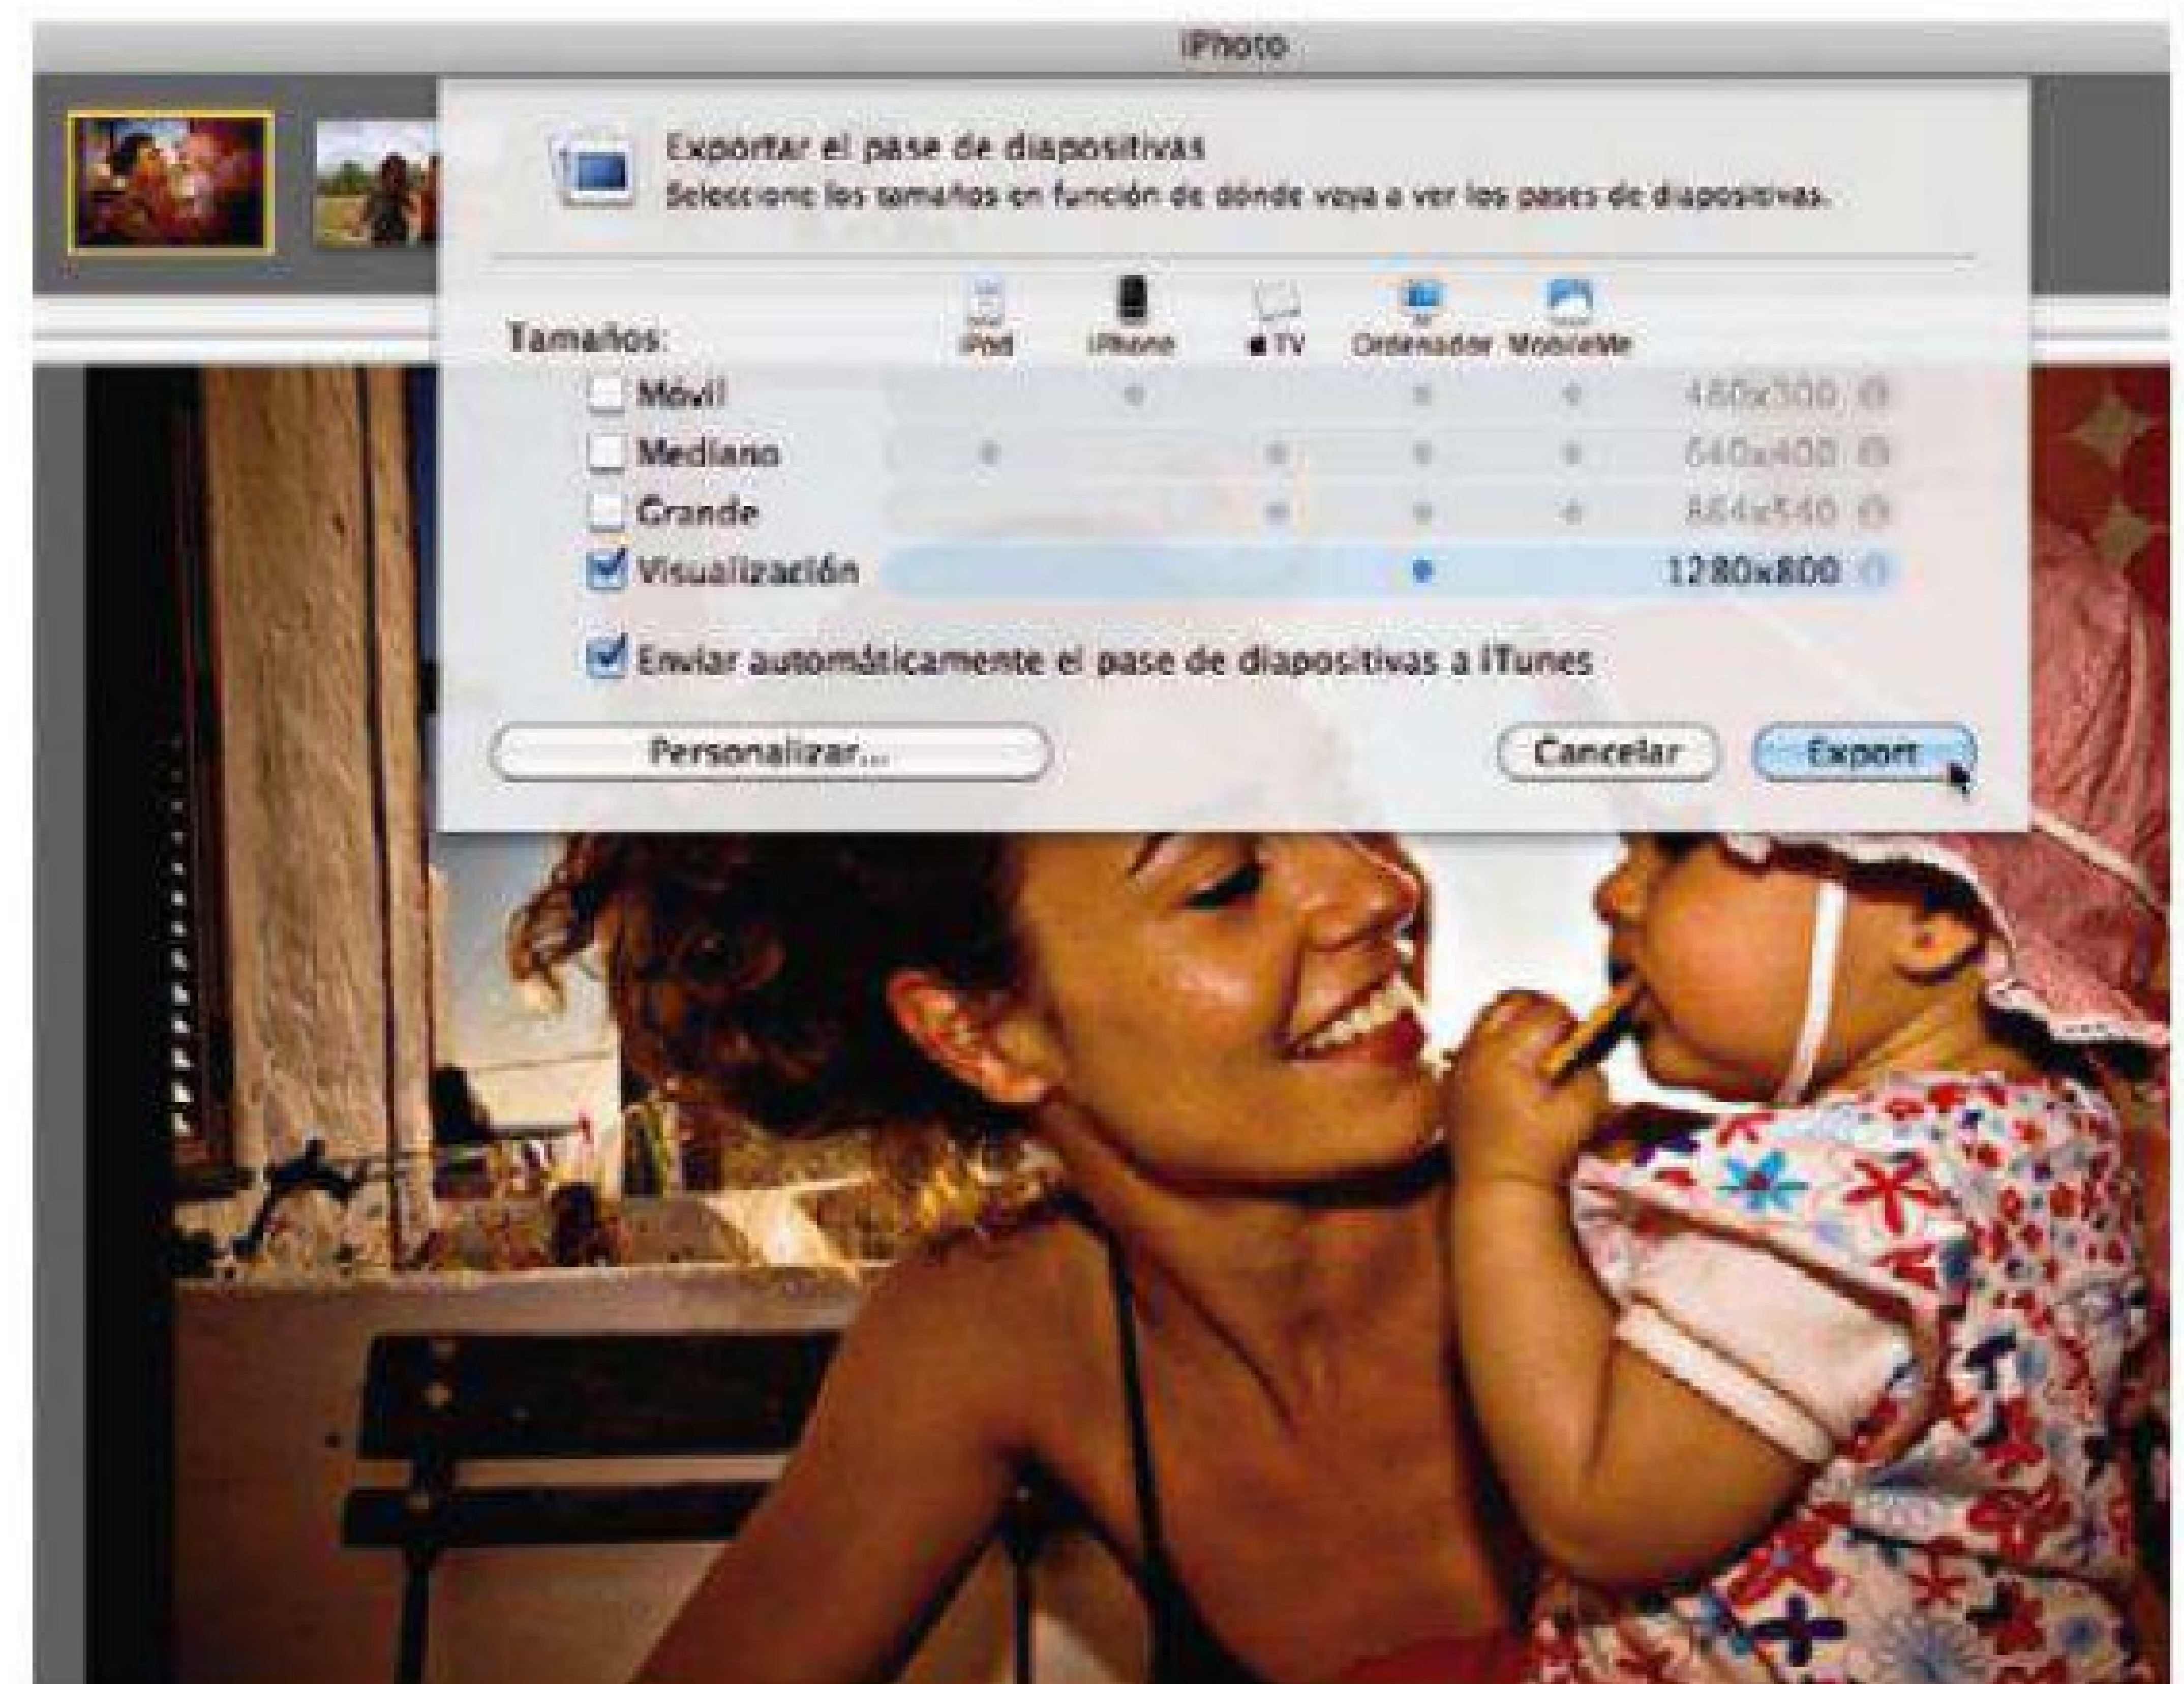 iPhoto
Exportar el pase de diapositivas
Seleccione los tamaños en función de dónde vaya a ver los pases de diapositivas.
Tamaños:
iPod iPhone TV Ordenador MobileMe
Móvil 480x300
Mediano 640x400
Grande 864x540
Visualización 1280x800
Enviar automáticamente el pase de diapositivas a iTunes
Personalizar...
Cancelar
Export